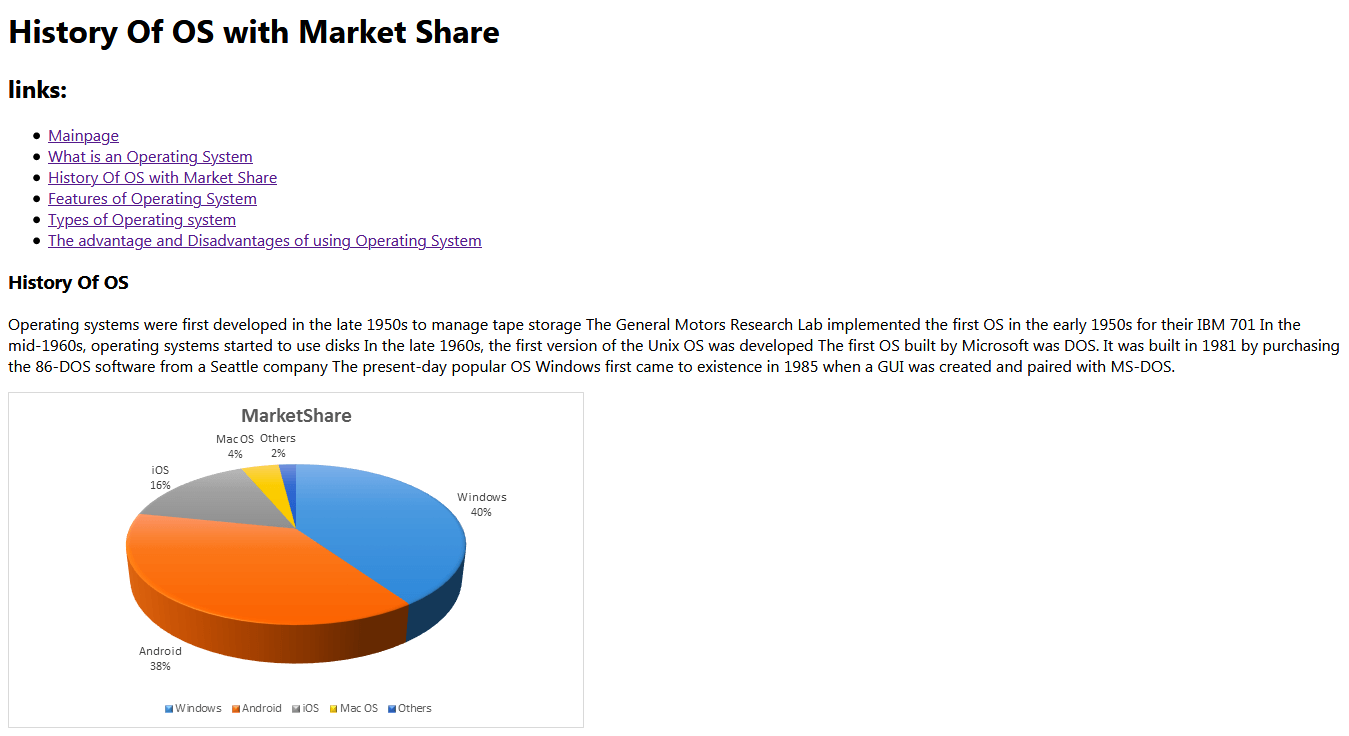 History Of OS with Market Share
links:
Mainpage
What is an Operating System
History Of OS with Market Share
Features of Operating System
Types of Operating system
The advantage and Disadvantages of using Operating System
History Of OS
Operating systems were first developed in the late 1950s to manage tape storage The General Motors Research Lab implemented the first OS in the early 1950s for their IBM 701 In the
mid-1960s, operating systems started to use disks In the late 1960s, the first version of the Unix OS was developed The first OS built by Microsoft was DOS. It was built in 1981 by purchasing
the 86-DOS software from a Seattle company The present-day popular OS Windows first came to existence in 1985 when a GUI was created and paired with MS-DOS.
MarketShare
Mac OS
4%
Others
2%
iOS
16%
Windows
40%
Android
38%
Windows Android iOS Mac OS Others